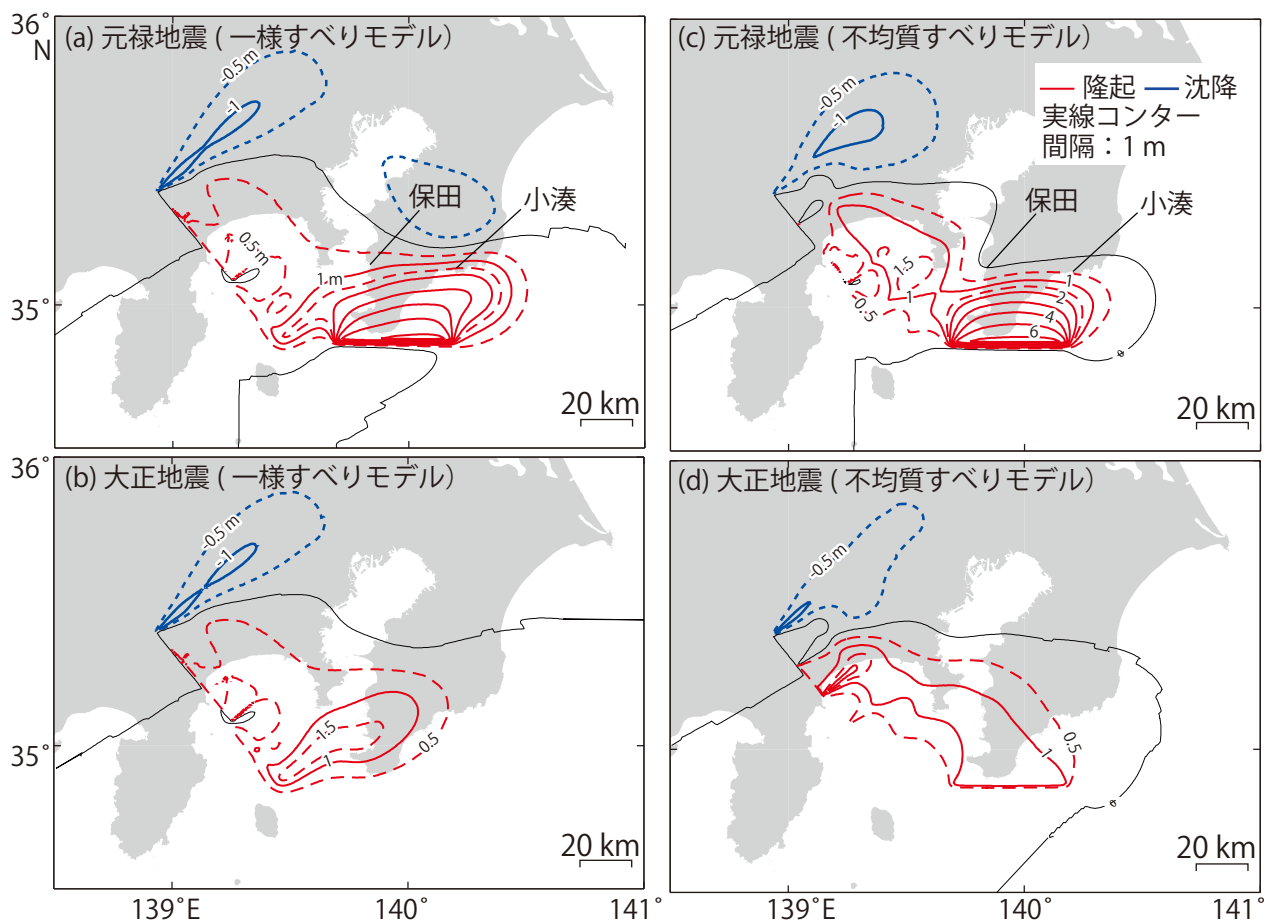 36°
N
(a) 元禄地震 ( 一様すべりモデル）
-0.5 m
-1
保田
小湊
0.5 m
1 m
35°
20 km
(c) 元禄地震 ( 不均質すべりモデル）
-0.5 m
-1
隆起
沈降
実線コンター
間隔：1 m
保田
小湊
1.5
1
0.5
1
2
4
6
0
20 km
36°
(b) 大正地震 ( 一様すべりモデル）
-0.5 m
-1
1.5
1
0.5
35°
20 km
139° E
140°
141°
(d) 大正地震 ( 不均質すべりモデル）
-0.5 m
0.5
1
0
20 km
139° E
140°
141°